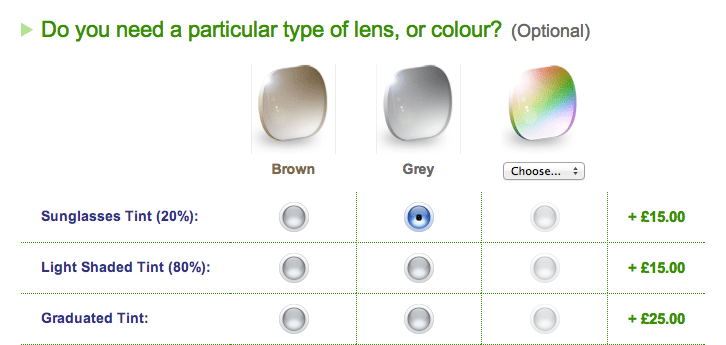 Do you need a particular type of lens, or colour? (Optional)
Brown Grey Choose...
Sunglasses Tint (20%): + £15.00
Light Shaded Tint (80%): + £15.00
Graduated Tint: + £25.00